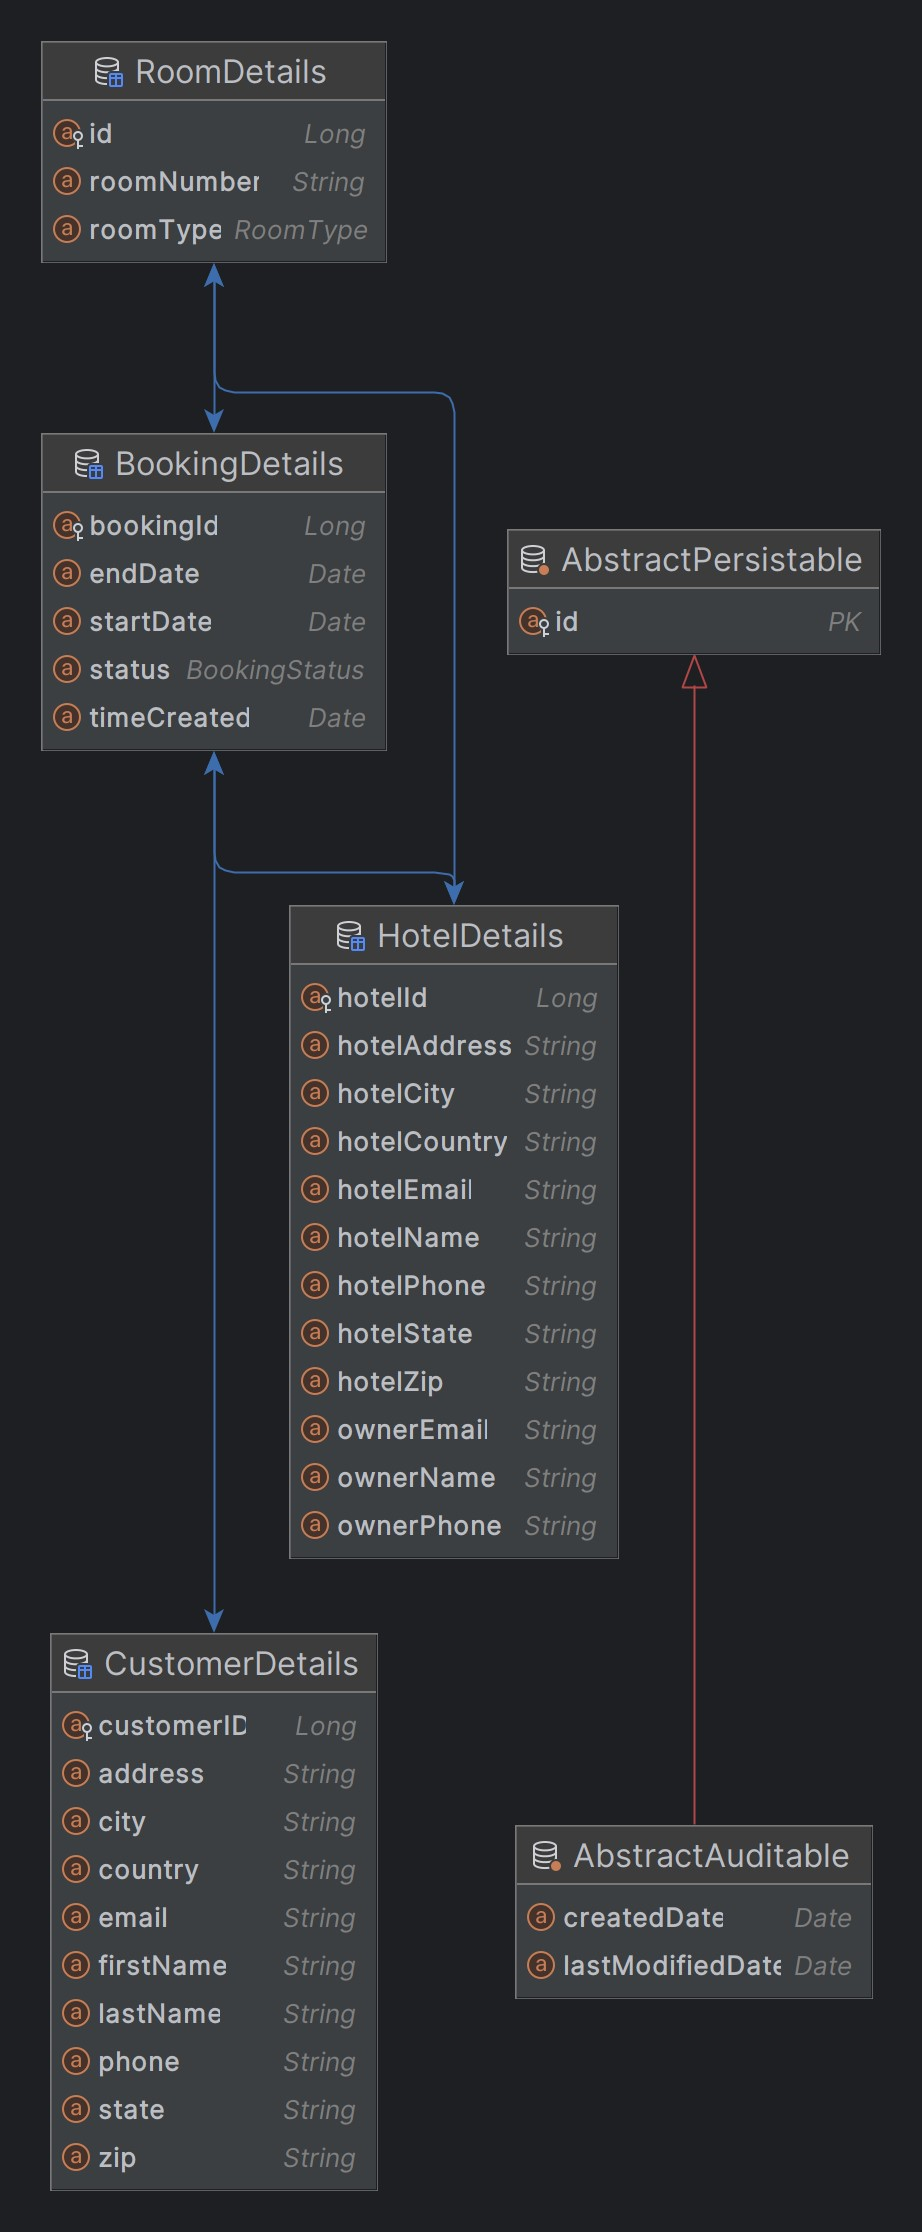 RoomDetails
id Long
roomNumber String
roomType RoomType
BookingDetails
bookingId Long
endDate Date
startDate Date
status BookingStatus
timeCreated Date
AbstractPersistable
id PK
HotelDetails
hotelId Long
hotelAddress String
hotelCity String
hotelCountry String
hotelEmail String
hotelName String
hotelPhone String
hotelState String
hotelZip String
ownerEmail String
ownerName String
ownerPhone String
CustomerDetails
customerID Long
address String
city String
country String
email String
firstName String
lastName String
phone String
state String
zip String
AbstractAuditable
createdDate Date
lastModifiedDate Date